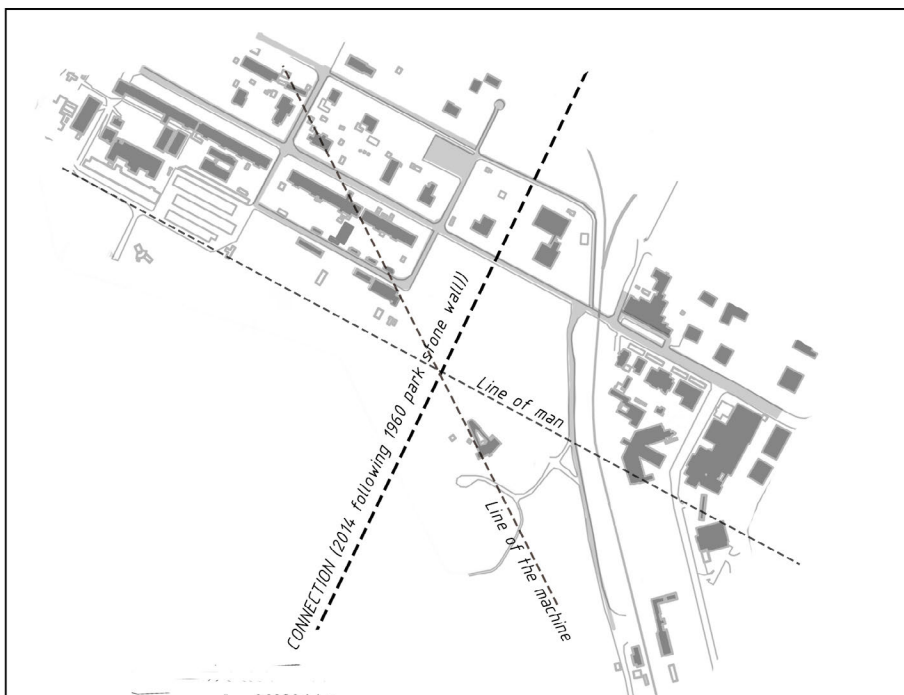 CONNECTION (2014 following 1960 park stone wall))
Line of man
Line of the machine